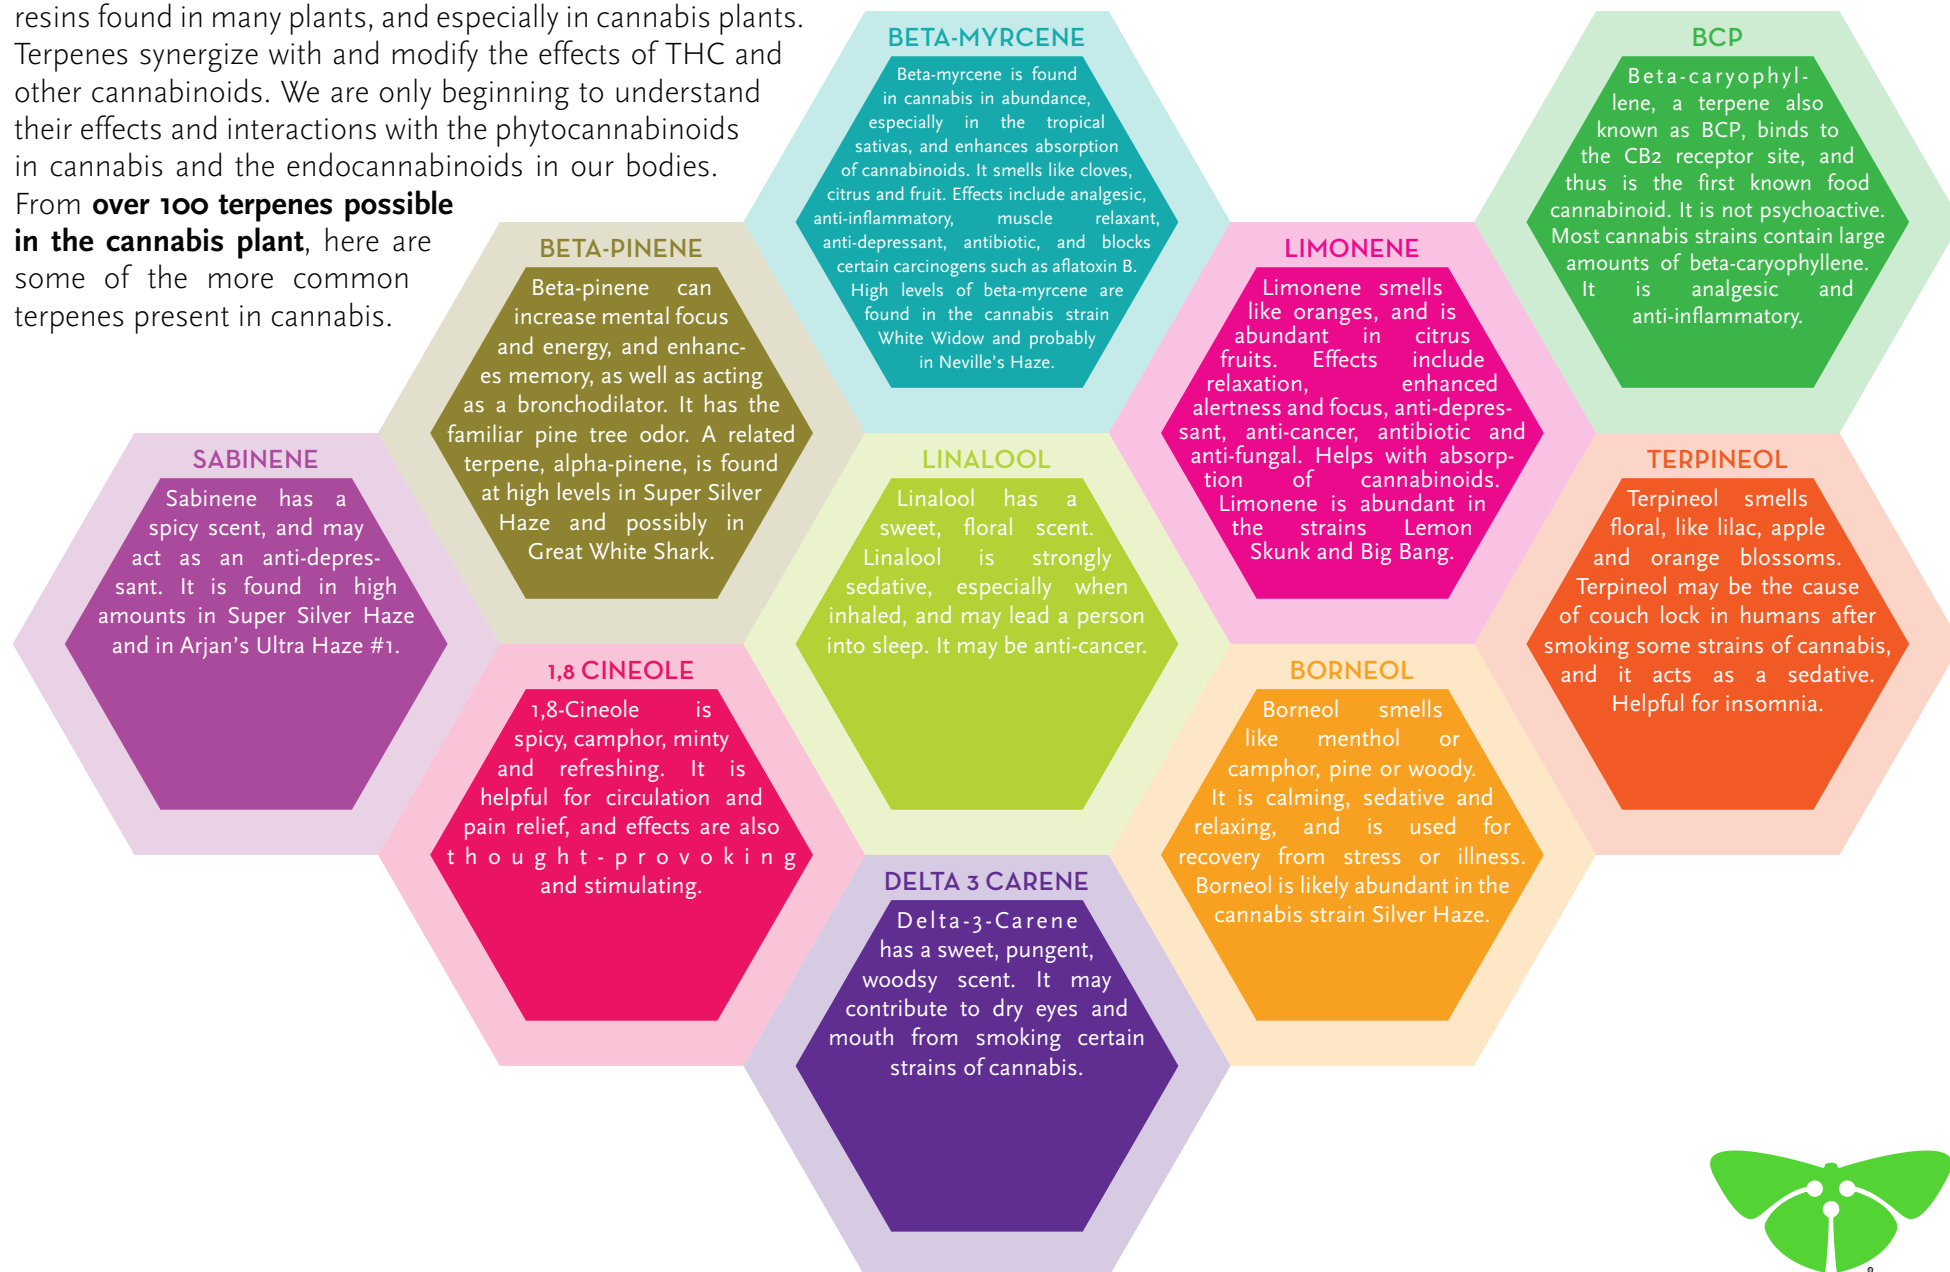 resins found in many plants, and especially in cannabis plants.
Terpenes synergize with and modify the effects of THC and
other cannabinoids. We are only beginning to understand
their effects and interactions with the phytocannabinoids
in cannabis and the endocannabinoids in our bodies.
From over 100 terpenes possible
in the cannabis plant, here are
some of the more common
terpenes present in cannabis.
BETA-MYRCENE
Beta-myrcene is found
in cannabis in abundance,
especially in the tropical
sativas, and enhances absorption
of cannabinoids. It smells like cloves,
citrus and fruit. Effects include analgesic,
anti-inflammatory, muscle relaxant,
anti-depressant, antibiotic, and blocks
certain carcinogens such as aflatoxin B.
High levels of beta-myrcene are
found in the cannabis strain
White Widow and probably
in Neville's Haze.
BCP
Beta-caryophyl-
lene, a terpene also
known as BCP, binds to
the CB2 receptor site, and
thus is the first known food
cannabinoid. It is not psychoactive.
Most cannabis strains contain large
amounts of beta-caryophyllene.
It is analgesic and
anti-inflammatory.
BETA-PINENE
Beta-pinene can
increase mental focus
and energy, and enhanc-
es memory, as well as acting
as a bronchodilator. It has the
familiar pine tree odor. A related
terpene, alpha-pinene, is found
at high levels in Super Silver
Haze and possibly in
Great White Shark.
LIMONENE
Limonene smells
like oranges, and is
abundant in citrus
fruits. Effects include
relaxation, enhanced
alertness and focus, anti-depres-
sant, anti-cancer, antibiotic and
anti-fungal. Helps with absorp-
tion of cannabinoids.
Limonene is abundant in
the strains Lemon
Skunk and Big Bang.
SABINENE
Sabinene has a
spicy scent, and may
act as an anti-depres-
sant. It is found in high
amounts in Super Silver Haze
and in Arjan's Ultra Haze #1.
LINALOOL
Linalool has a
sweet, floral scent.
Linalool is strongly
sedative, especially when
inhaled, and may lead a person
into sleep. It may be anti-cancer.
TERPINEOL
Terpineol smells
floral, like lilac, apple
and orange blossoms.
Terpineol may be the cause
of couch lock in humans after
smoking some strains of cannabis,
and it acts as a sedative.
Helpful for insomnia.
1,8 CINEOLE
1,8-Cineole is
spicy, camphor, minty
and refreshing. It is
helpful for circulation and
pain relief, and effects are also
thought-provoking
and stimulating.
BORNEOL
Borneol smells
like menthol or
camphor, pine or woody.
It is calming, sedative and
relaxing, and is used for
recovery from stress or illness.
Borneol is likely abundant in the
cannabis strain Silver Haze.
DELTA 3 CARENE
Delta-3-Carene
has a sweet, pungent,
woodsy scent. It may
contribute to dry eyes and
mouth from smoking certain
strains of cannabis.